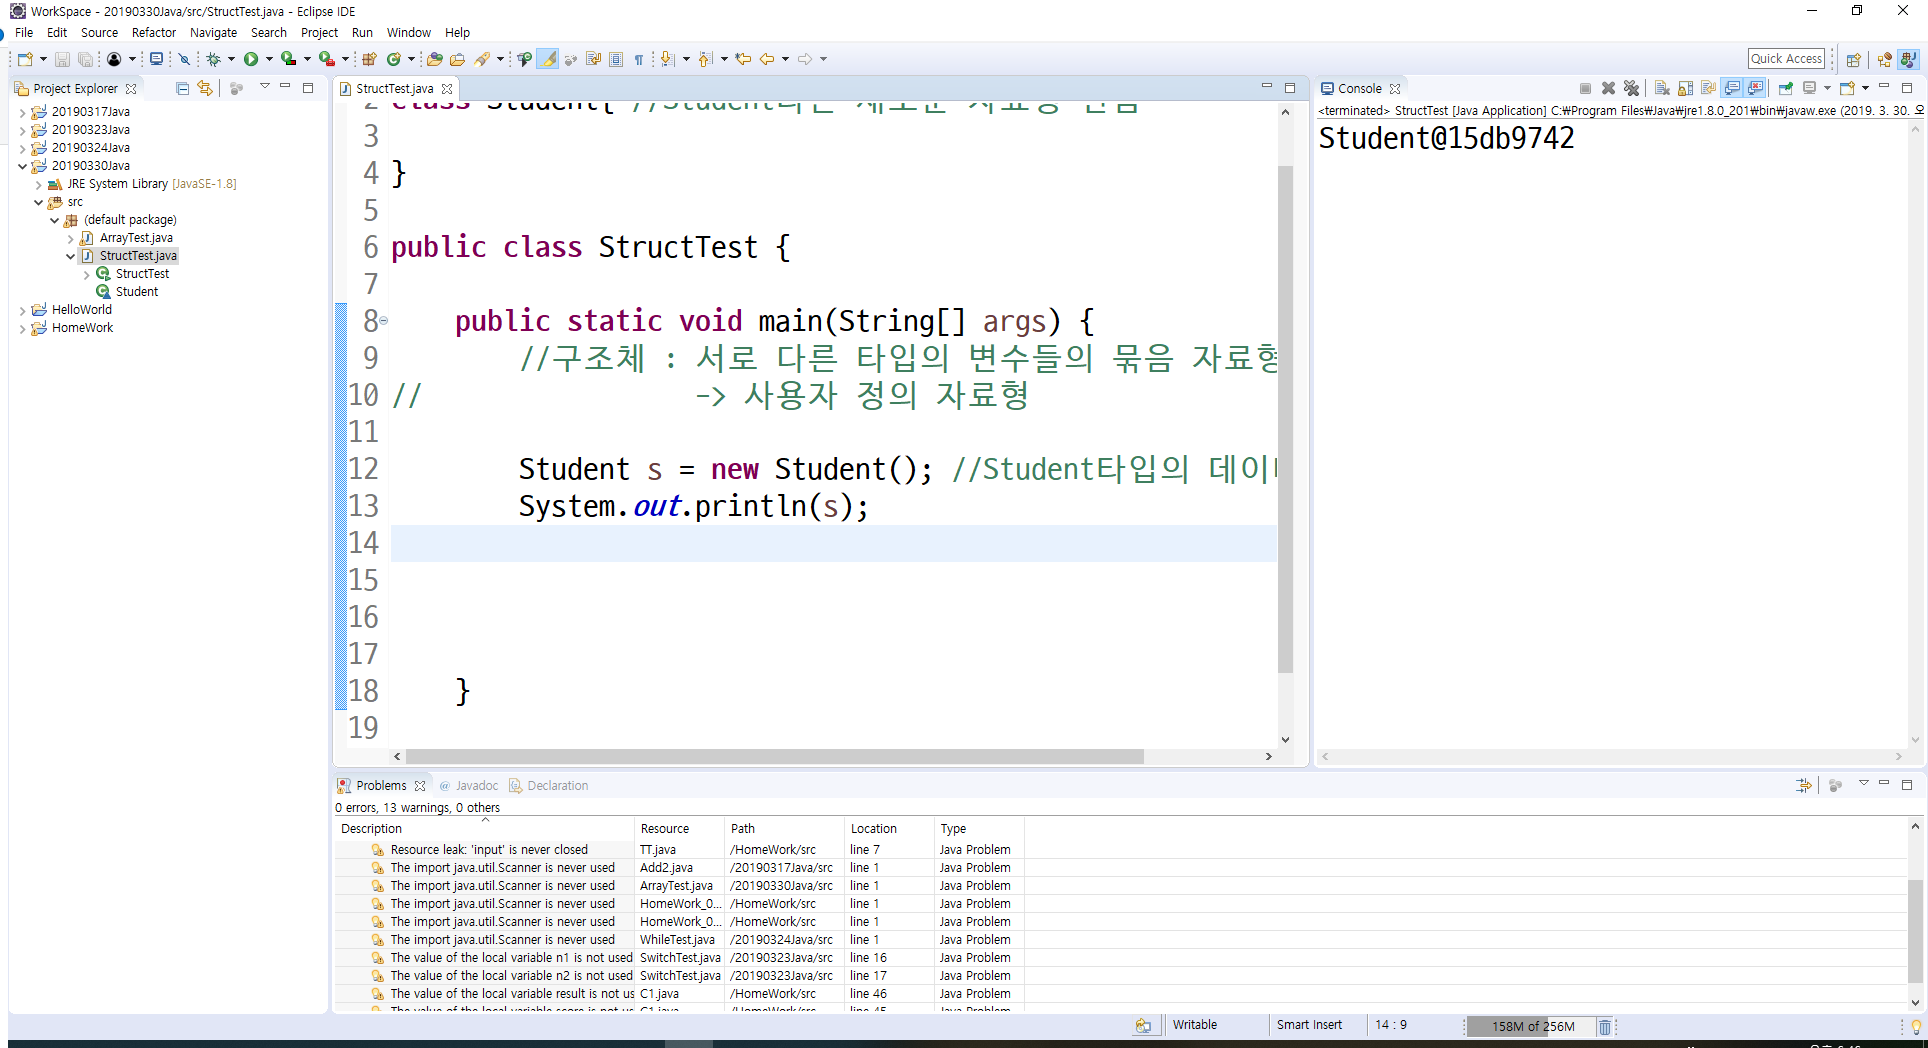 WorkSpace - 20190330Java/src/StructTest.java - Eclipse IDE
File Edit Source Refactor Navigate Search Project Run Window Help
Quick Access
Project Explorer
20190317Java
20190323Java
20190324Java
20190330Java
JRE System Library [JavaSE-1.8]
src
(default package)
ArrayTest.java
StructTest.java
StructTest
Student
HelloWorld
HomeWork
StructTest.java
2 class Student{ //Student
3
4 }
5
6 public class StructTest {
7
8 public static void main(String[] args) {
9 //구조체 : 서로 다른 타입의 변수들의 묶음 자료형
10 // -> 사용자 정의 자료형
11
12 Student s = new Student(); //Student타입의 데이
13 System.out.println(s);
14
15
16
17
18 }
19
Console
<terminated> StructTest [Java Application] C:₩Program Files₩Java₩jre1.8.0_201₩bin₩javaw.exe (2019. 3. 30. 오
Student@15db9742
Problems @ Javadoc Declaration
0 errors, 13 warnings, 0 others
Description Resource Path Location Type
Resource leak: 'input' is never closed TT.java /HomeWork/src line 7 Java Problem
The import java.util.Scanner is never used Add2.java /20190317Java/src line 1 Java Problem
The import java.util.Scanner is never used ArrayTest.java /20190330Java/src line 1 Java Problem
The import java.util.Scanner is never used HomeWork_0... /HomeWork/src line 1 Java Problem
The import java.util.Scanner is never used HomeWork_0... /HomeWork/src line 1 Java Problem
The import java.util.Scanner is never used WhileTest.java /20190324Java/src line 1 Java Problem
The value of the local variable n1 is not used SwitchTest.java /20190323Java/src line 16 Java Problem
The value of the local variable n2 is not used SwitchTest.java /20190323Java/src line 17 Java Problem
The value of the local variable result is not us C1.java /HomeWork/src line 46 Java Problem
Writable Smart Insert 14 : 9 158M of 256M